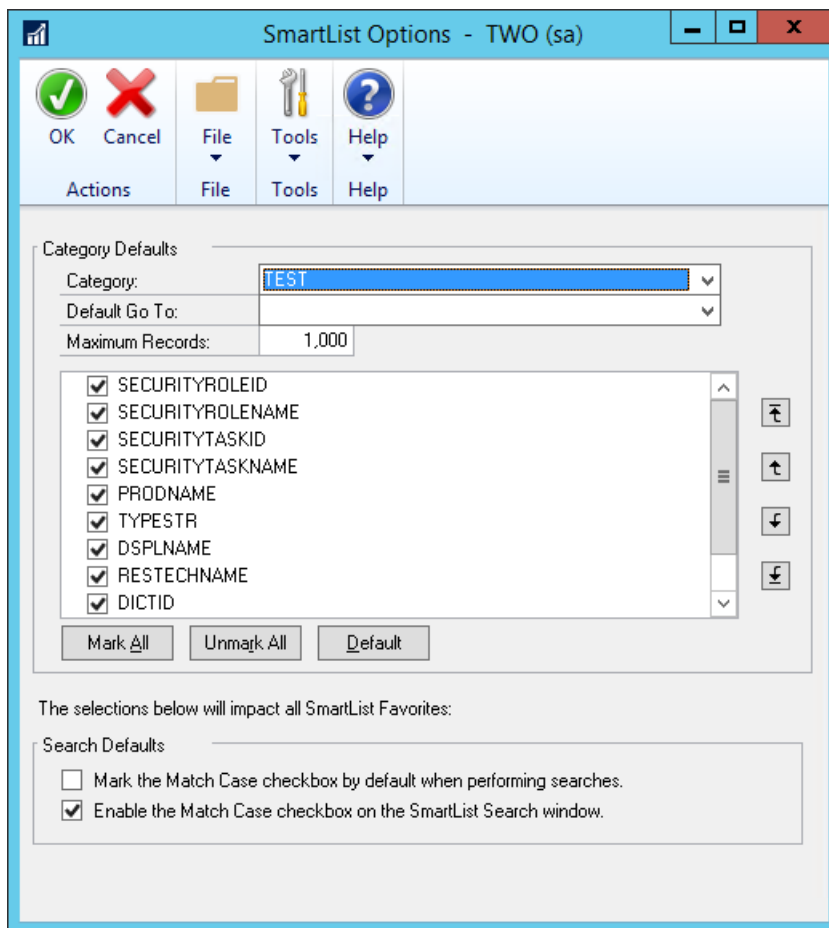 SmartList Options - TWO (sa)
OK Cancel File Tools Help
Actions File Tools Help
Category Defaults
Category: TEST
Default Go To:
Maximum Records: 1,000
SECURITYROLEID
SECURITYROLENAME
SECURITYTASKID
SECURITYTASKNAME
PRODNAME
TYPESTR
DSPLNAME
RESTECHNAME
DICTID
Mark All Unmark All Default
The selections below will impact all SmartList Favorites:
Search Defaults
Mark the Match Case checkbox by default when performing searches.
Enable the Match Case checkbox on the SmartList Search window.